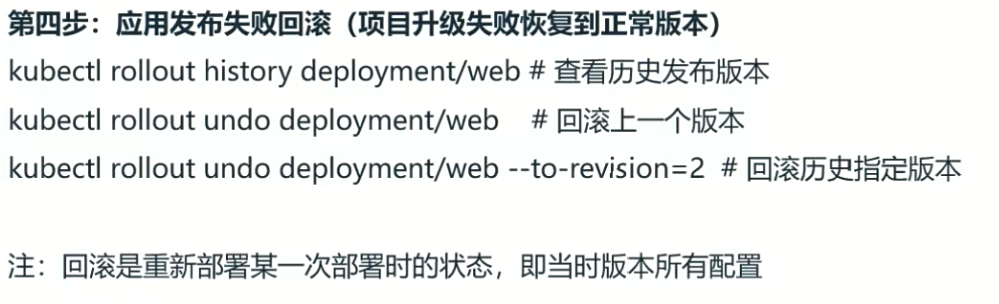 第四步：应用发布失败回滚（项目升级失败恢复到正常版本）
kubectl rollout history deployment/web # 查看历史发布版本
kubectl rollout undo deployment/web # 回滚上一个版本
kubectl rollout undo deployment/web --to-revision=2 # 回滚历史指定版本
注：回滚是重新部署某一次部署时的状态，即当时版本所有配置